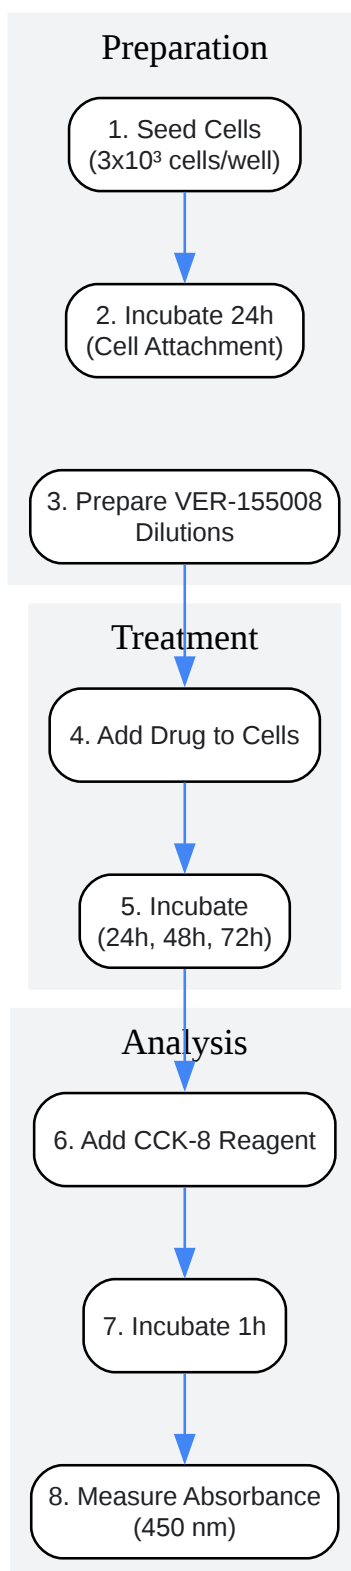 Preparation
1. Seed Cells
(3x10³ cells/well)
2. Incubate 24h
(Cell Attachment)
3. Prepare VER-155008
Dilutions
Treatment
4. Add Drug to Cells
5. Incubate
(24h, 48h, 72h)
Analysis
6. Add CCK-8 Reagent
7. Incubate 1h
8. Measure Absorbance
(450 nm)